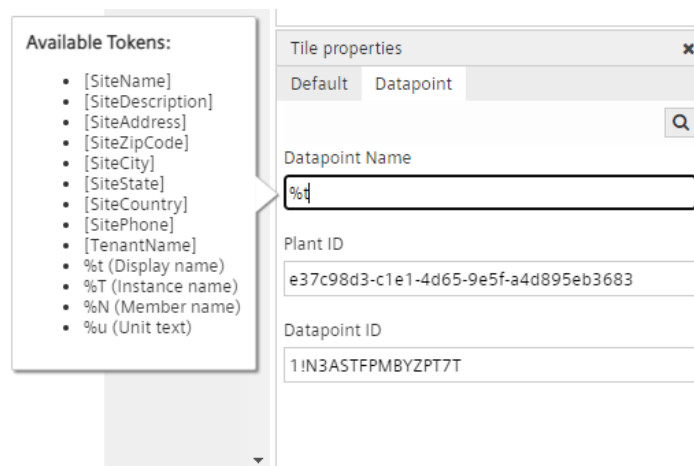 Available Tokens:
[SiteName]
[SiteDescription]
[SiteAddress]
[SiteZipCode]
[SiteCity]
[SiteState]
[SiteCountry]
[SitePhone]
[TenantName]
%t (Display name)
%T (Instance name)
%N (Member name)
%u (Unit text)
Tile properties
Default Datapoint
Datapoint Name
%t
Plant ID
e37c98d3-c1e1-4d65-9e5f-a4d895eb3683
Datapoint ID
1!N3ASTFPMBYZPT7T